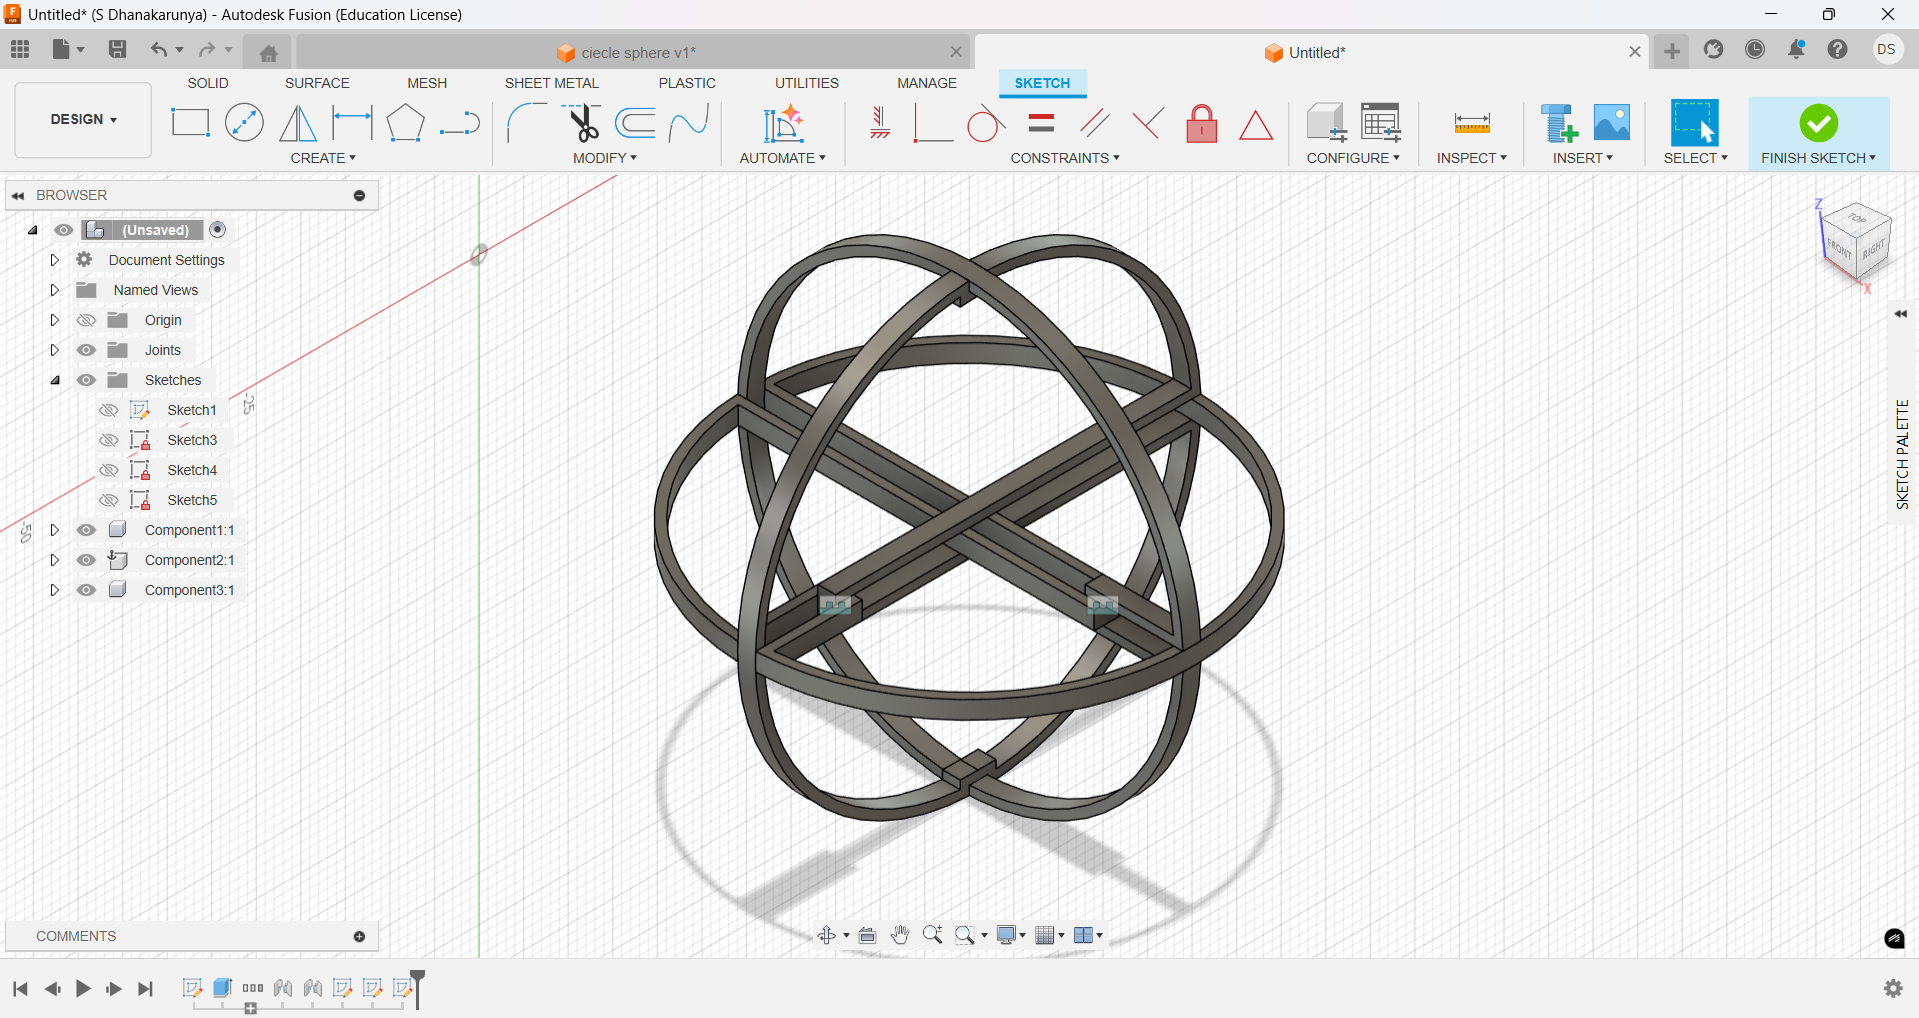 Untitled* (S Dhanakarunya) - Autodesk Fusion (Education License)
ciecle sphere v1*
Untitled*
DS
SOLID SURFACE MESH SHEET METAL PLASTIC UTILITIES MANAGE SKETCH
DESIGN
CREATE MODIFY AUTOMATE CONSTRAINTS CONFIGURE INSPECT INSERT SELECT FINISH SKETCH
BROWSER
(Unsaved)
Document Settings
Named Views
Origin
Joints
Sketches
Sketch1
Sketch3
Sketch4
Sketch5
Component1:1
Component2:1
Component3:1
-25
-50
Z
TOP
FRONT
RIGHT
X
SKETCH PALETTE
COMMENTS